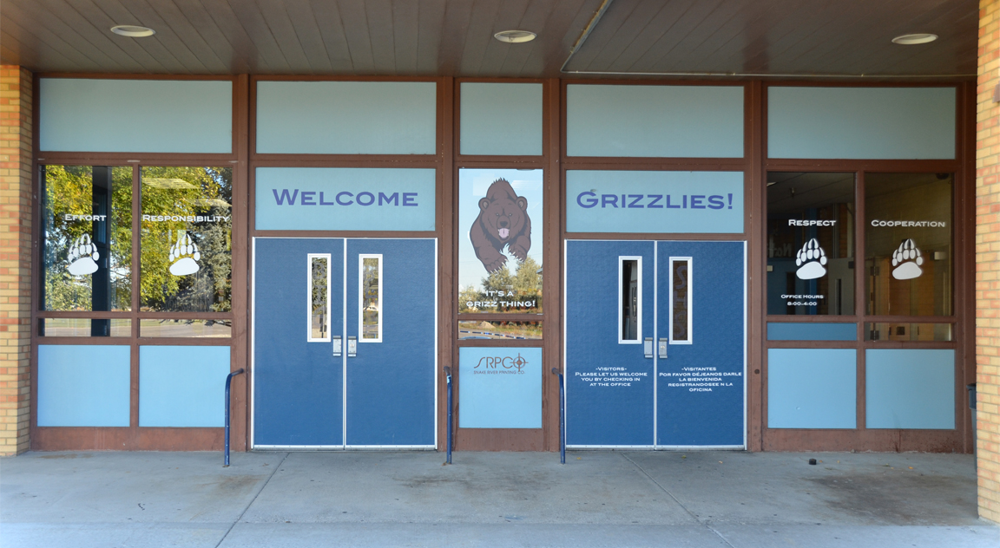 Welcome
Grizzlies!
Effort
Responsibility
Respect
Cooperation
It's a
Grizz Thing!
Office Hours
8:00-4:00
SRPCO
Snake River Printing Co.
-Visitors-
Please let us welcome
you by checking in
at the office
-Visitantes
Por favor déjeanos darle
la bienvenida
registrandosee n la
oficina